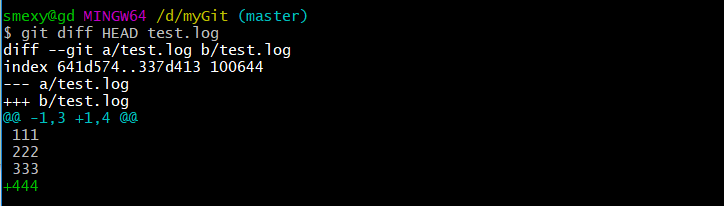 smexy@gd MINGW64 /d/myGit (master)
$ git diff HEAD test.log
diff --git a/test.log b/test.log
index 641d574..337d413 100644
--- a/test.log
+++ b/test.log
@@ -1,3 +1,4 @@
 111
 222
 333
+444